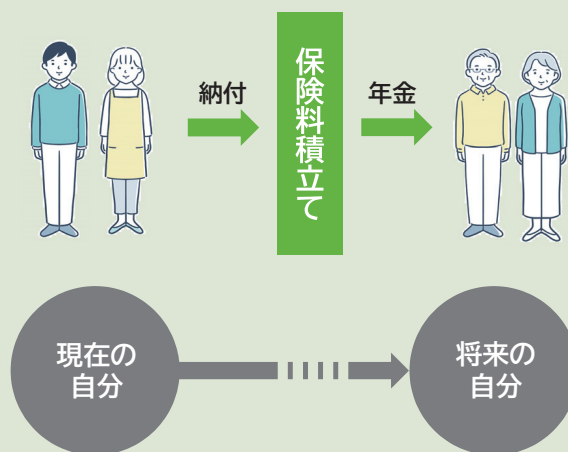 納付
保険料積立て
年金
現在の
自分
将来の
自分